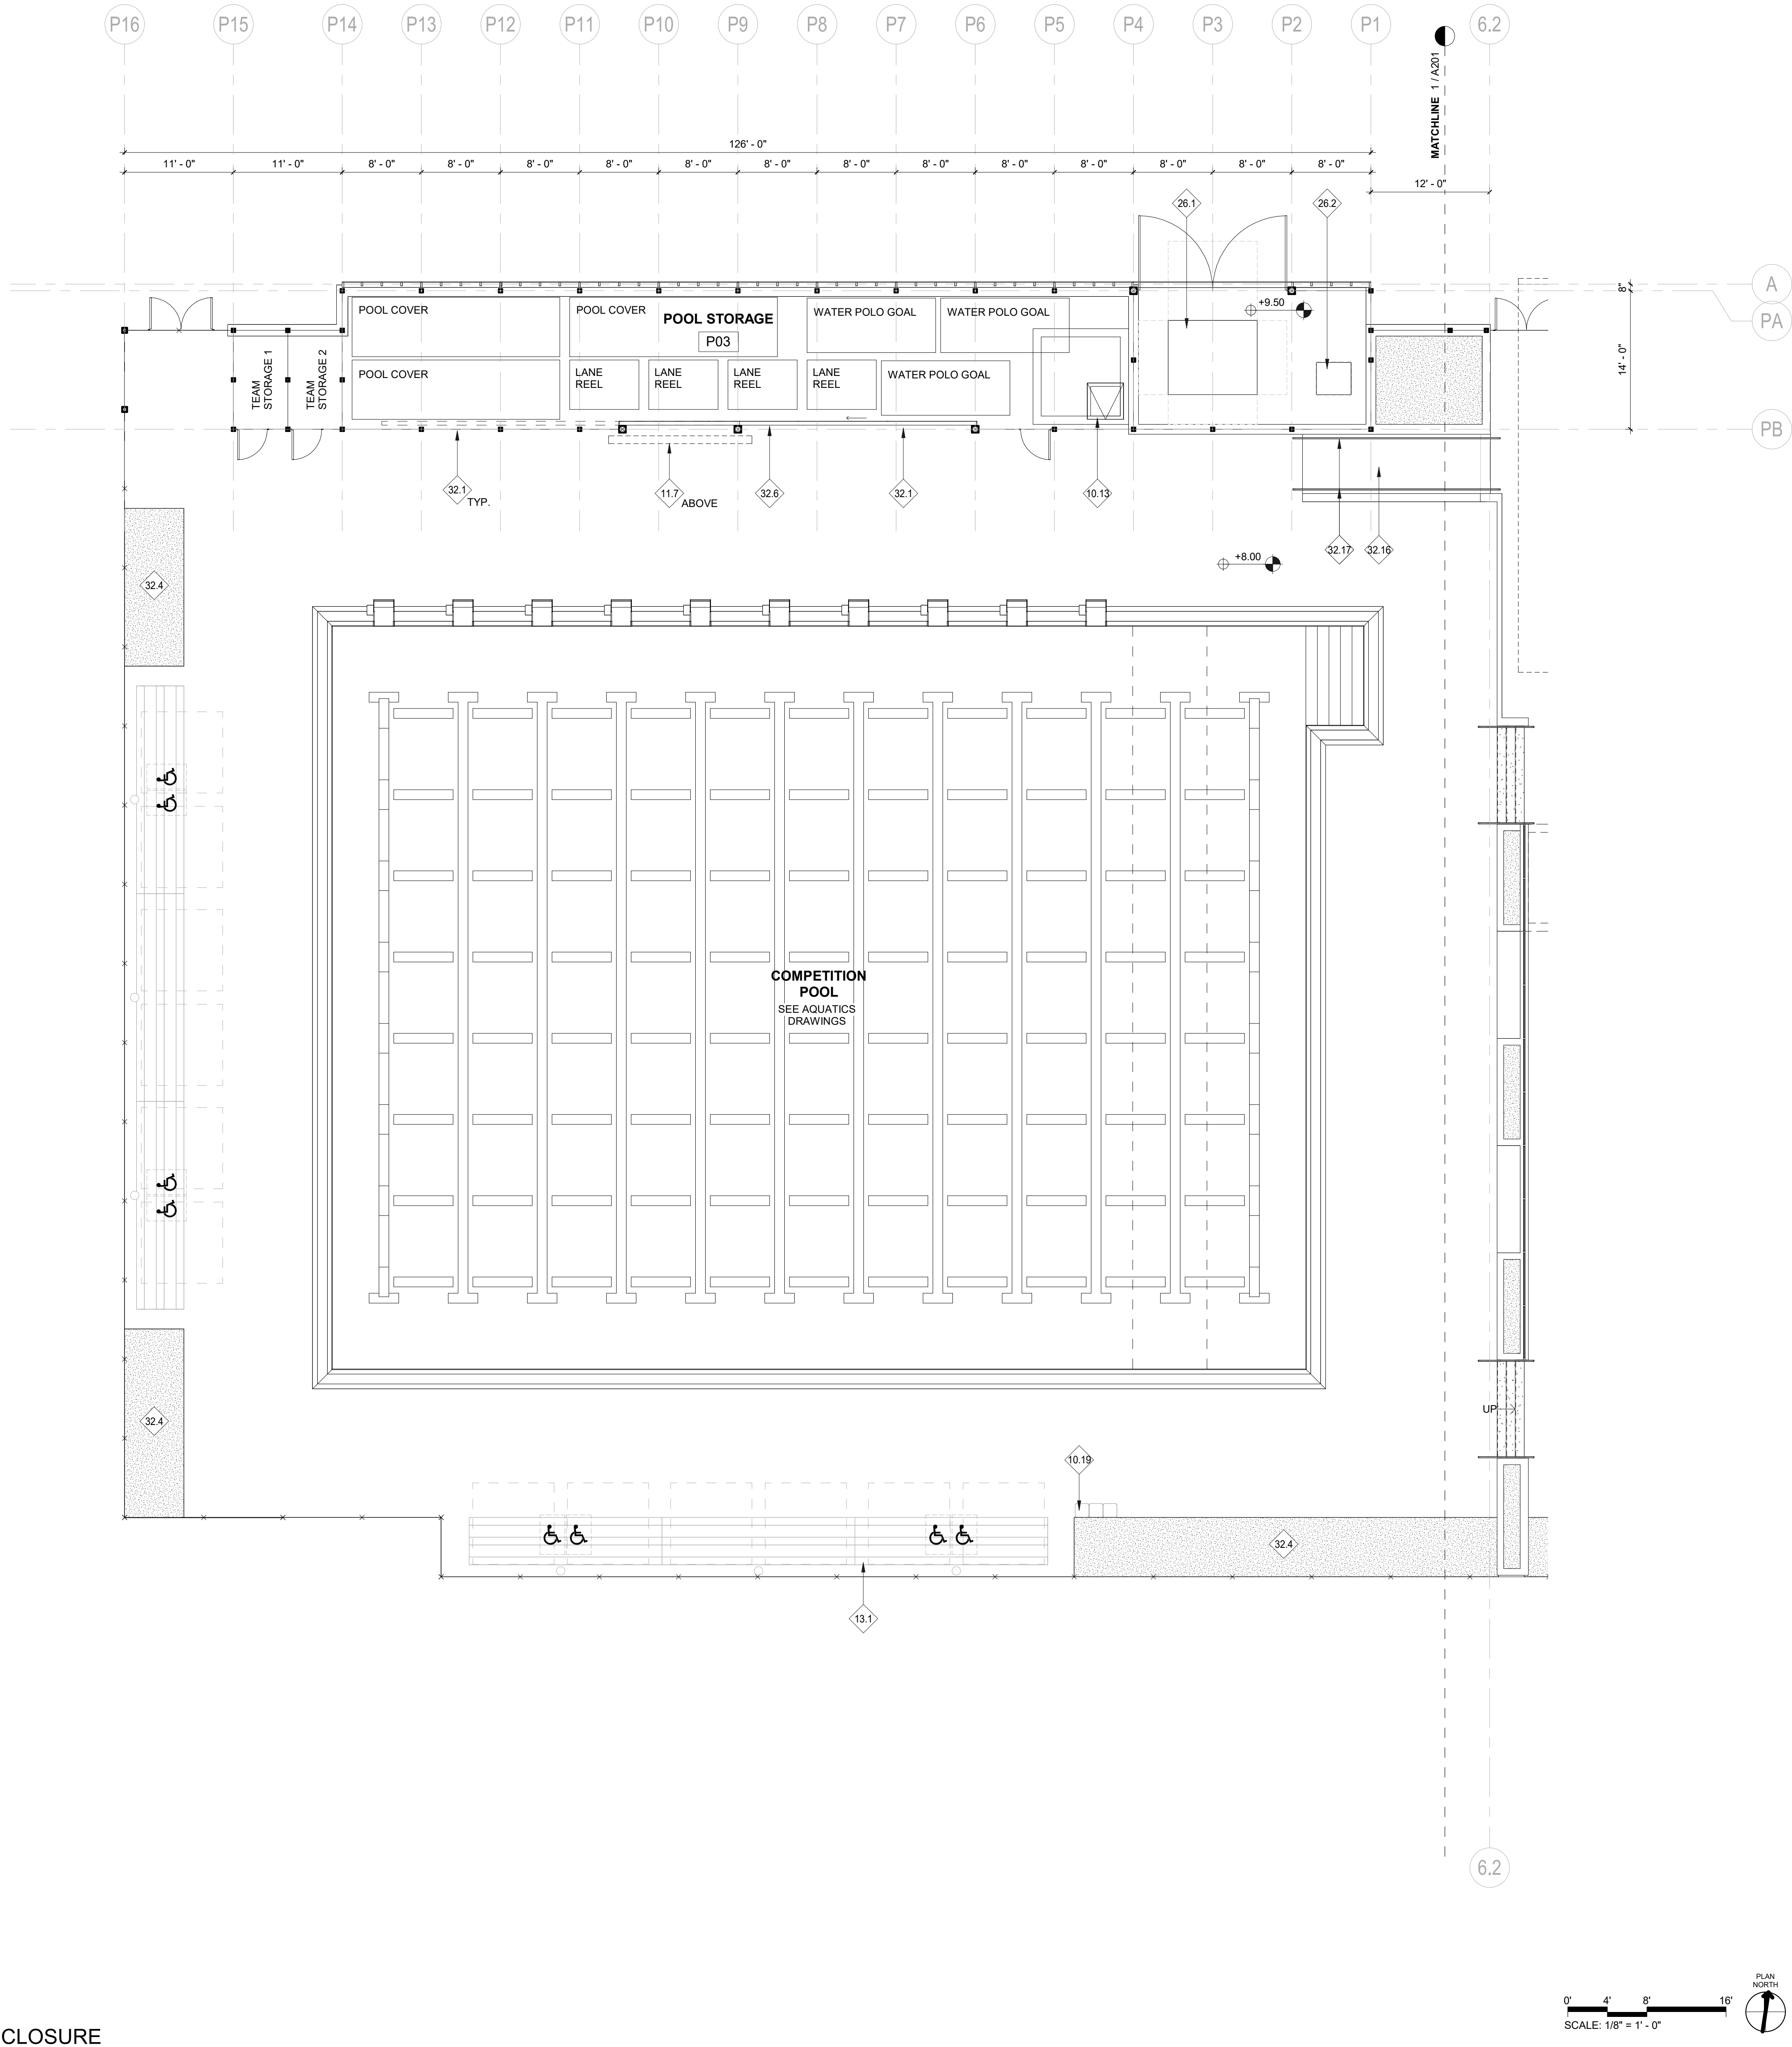 P16 P15 P14 P13 P12 P11 P10 P9 P8 P7 P6 P5 P4 P3 P2 P1 6.2
MATCHLINE 1 / A201
126' - 0"
11' - 0" 11' - 0" 8' - 0" 8' - 0" 8' - 0" 8' - 0" 8' - 0" 8' - 0" 8' - 0" 8' - 0" 8' - 0" 8' - 0" 8' - 0" 8' - 0" 8' - 0"
12' - 0"
26.1 26.2
A
8"
PA
14' - 0"
PB
+9.50
POOL COVER
POOL COVER
POOL STORAGE
P03
WATER POLO GOAL
WATER POLO GOAL
TEAM
STORAGE 1
TEAM
STORAGE 2
POOL COVER
LANE
REEL
LANE
REEL
LANE
REEL
LANE
REEL
WATER POLO GOAL
32.1
TYP.
11.7
ABOVE
32.6
32.1
10.13
32.17
32.16
+8.00
32.4
COMPETITION
POOL
SEE AQUATICS
DRAWINGS
32.4
UP
10.19
32.4
13.1
6.2
PLAN
NORTH
0' 4' 8' 16'
SCALE: 1/8" = 1' - 0"
CLOSURE